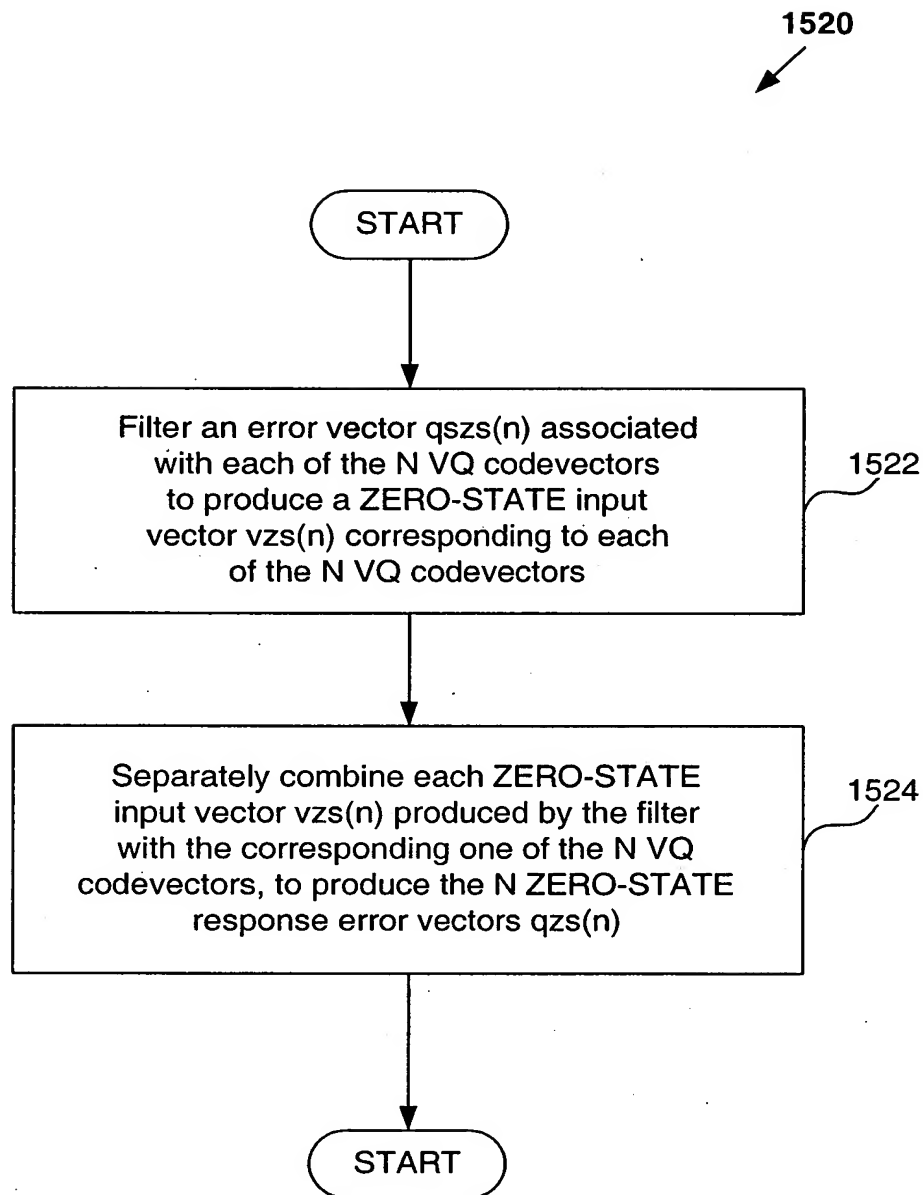 1520
START
Filter an error vector qszs(n) associated
with each of the N VQ codevectors
to produce a ZERO-STATE input
vector vzs(n) corresponding to each
of the N VQ codevectors
1522
Separately combine each ZERO-STATE
input vector vzs(n) produced by the filter
with the corresponding one of the N VQ
codevectors, to produce the N ZERO-STATE
response error vectors qzs(n)
1524
START